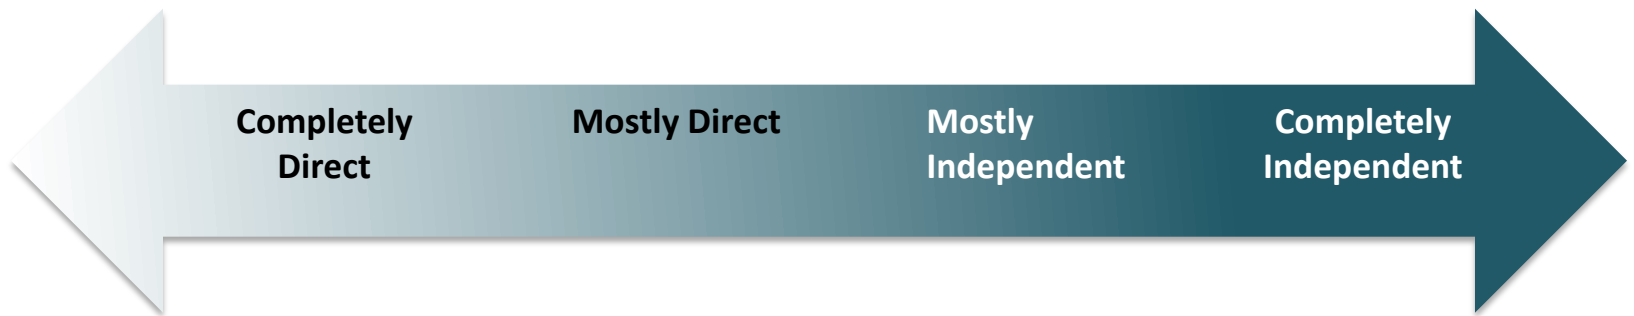 Completely
Direct
Mostly Direct
Mostly
Independent
Completely
Independent